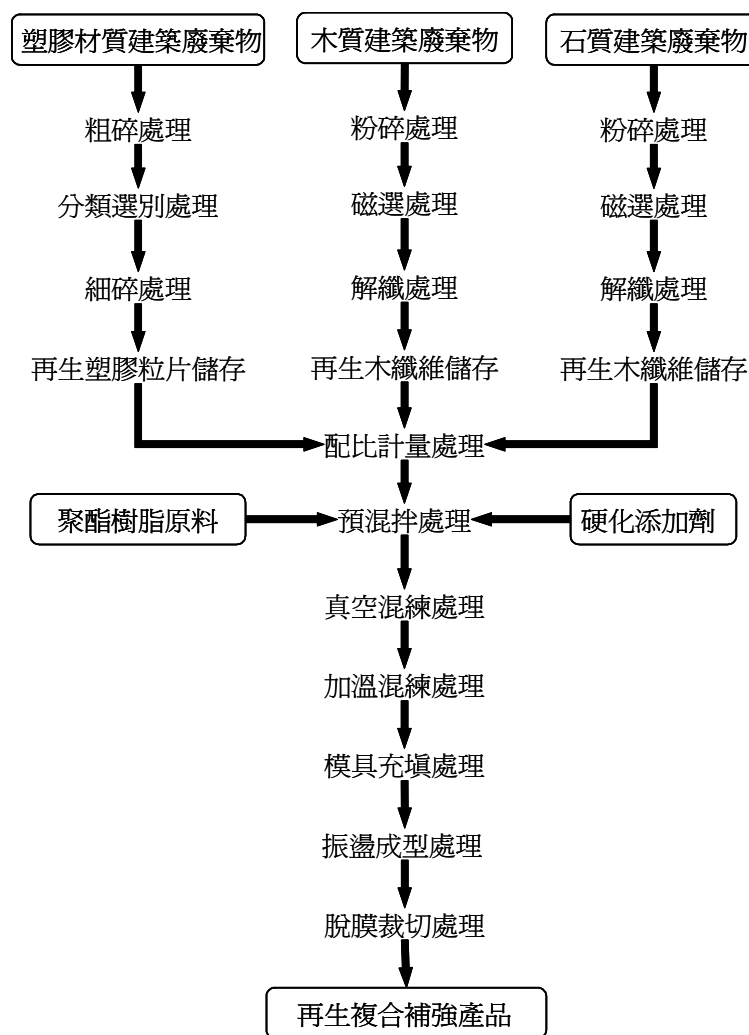 塑膠材質建築廢棄物
木質建築廢棄物
石質建築廢棄物
粗碎處理
粉碎處理
粉碎處理
分類選別處理
磁選處理
磁選處理
細碎處理
解纖處理
解纖處理
再生塑膠粒片儲存
再生木纖維儲存
再生木纖維儲存
配比計量處理
聚酯樹脂原料
預混拌處理
硬化添加劑
真空混練處理
加溫混練處理
模具充填處理
振盪成型處理
脫膜裁切處理
再生複合補強產品